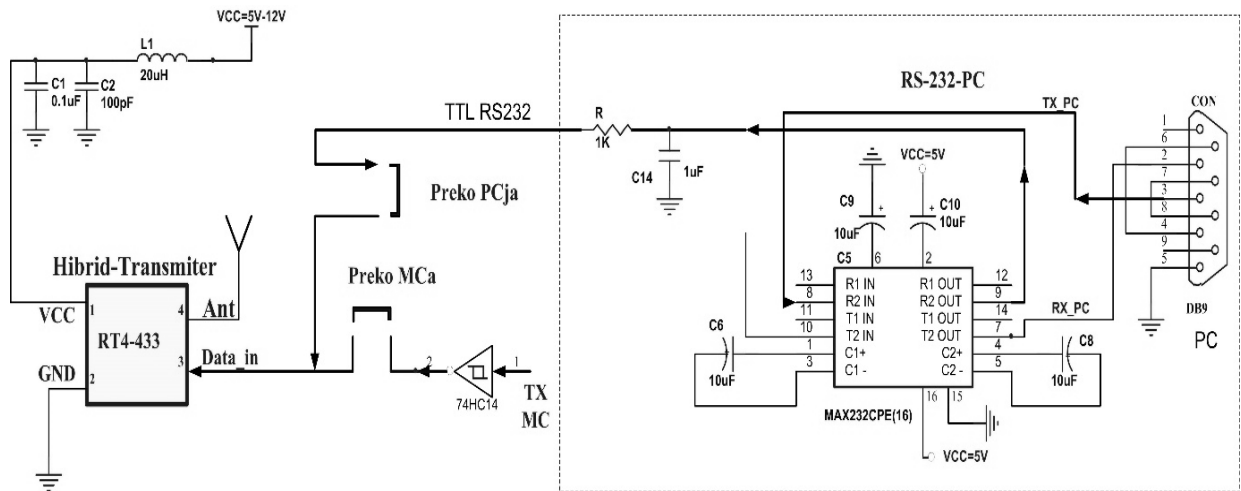 VCC=5V-12V
L1
20uH
C1
0.1uF
C2
100pF
Hibrid-Transmiter
VCC
1
4
Ant
RT4-433
GND
2
3
Data_in
TTL RS232
Preko PCja
Preko MCa
2
1
74HC14
TX
MC
RS-232-PC
R
1K
C14
1uF
TX_PC
VCC=5V
C9
10uF
+
C10
10uF
+
C5
6
2
13
R1 IN
R1 OUT
12
8
R2 IN
R2 OUT
9
11
T1 IN
T1 OUT
14
10
T2 IN
T2 OUT
7
1
C1+
C2+
4
3
C1 -
C2 -
5
C6
10uF
C8
10uF
16
15
MAX232CPE(16)
VCC=5V
RX_PC
CON
1
6
2
7
3
8
4
9
5
DB9
PC